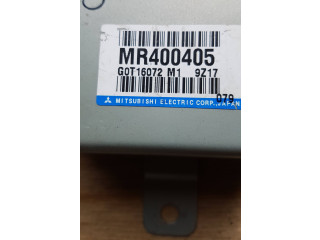 MR400405
G0T16072 M1 9Z17
079
MITSUBISHI ELECTRIC CORP. JAPAN